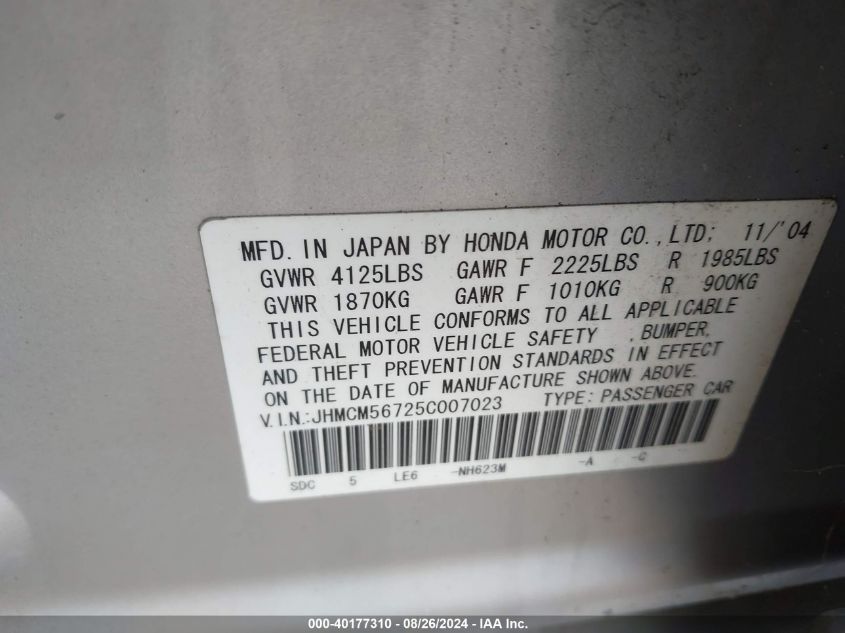 MFD. IN JAPAN BY HONDA MOTOR CO., LTD; 11/'04
GVWR 4125LBS GAWR F 2225LBS R 1985LBS
GVWR 1870KG GAWR F 1010KG R 900KG
THIS VEHICLE CONFORMS TO ALL APPLICABLE
FEDERAL MOTOR VEHICLE SAFETY , BUMPER,
AND THEFT PREVENTION STANDARDS IN EFFECT
ON THE DATE OF MANUFACTURE SHOWN ABOVE.
V.I.N.:JHMCM56725C007023 TYPE: PASSENGER CAR
SDC 5 LE6 -NH623M -A -C
000-40177310 - 08/26/2024 - IAA Inc.